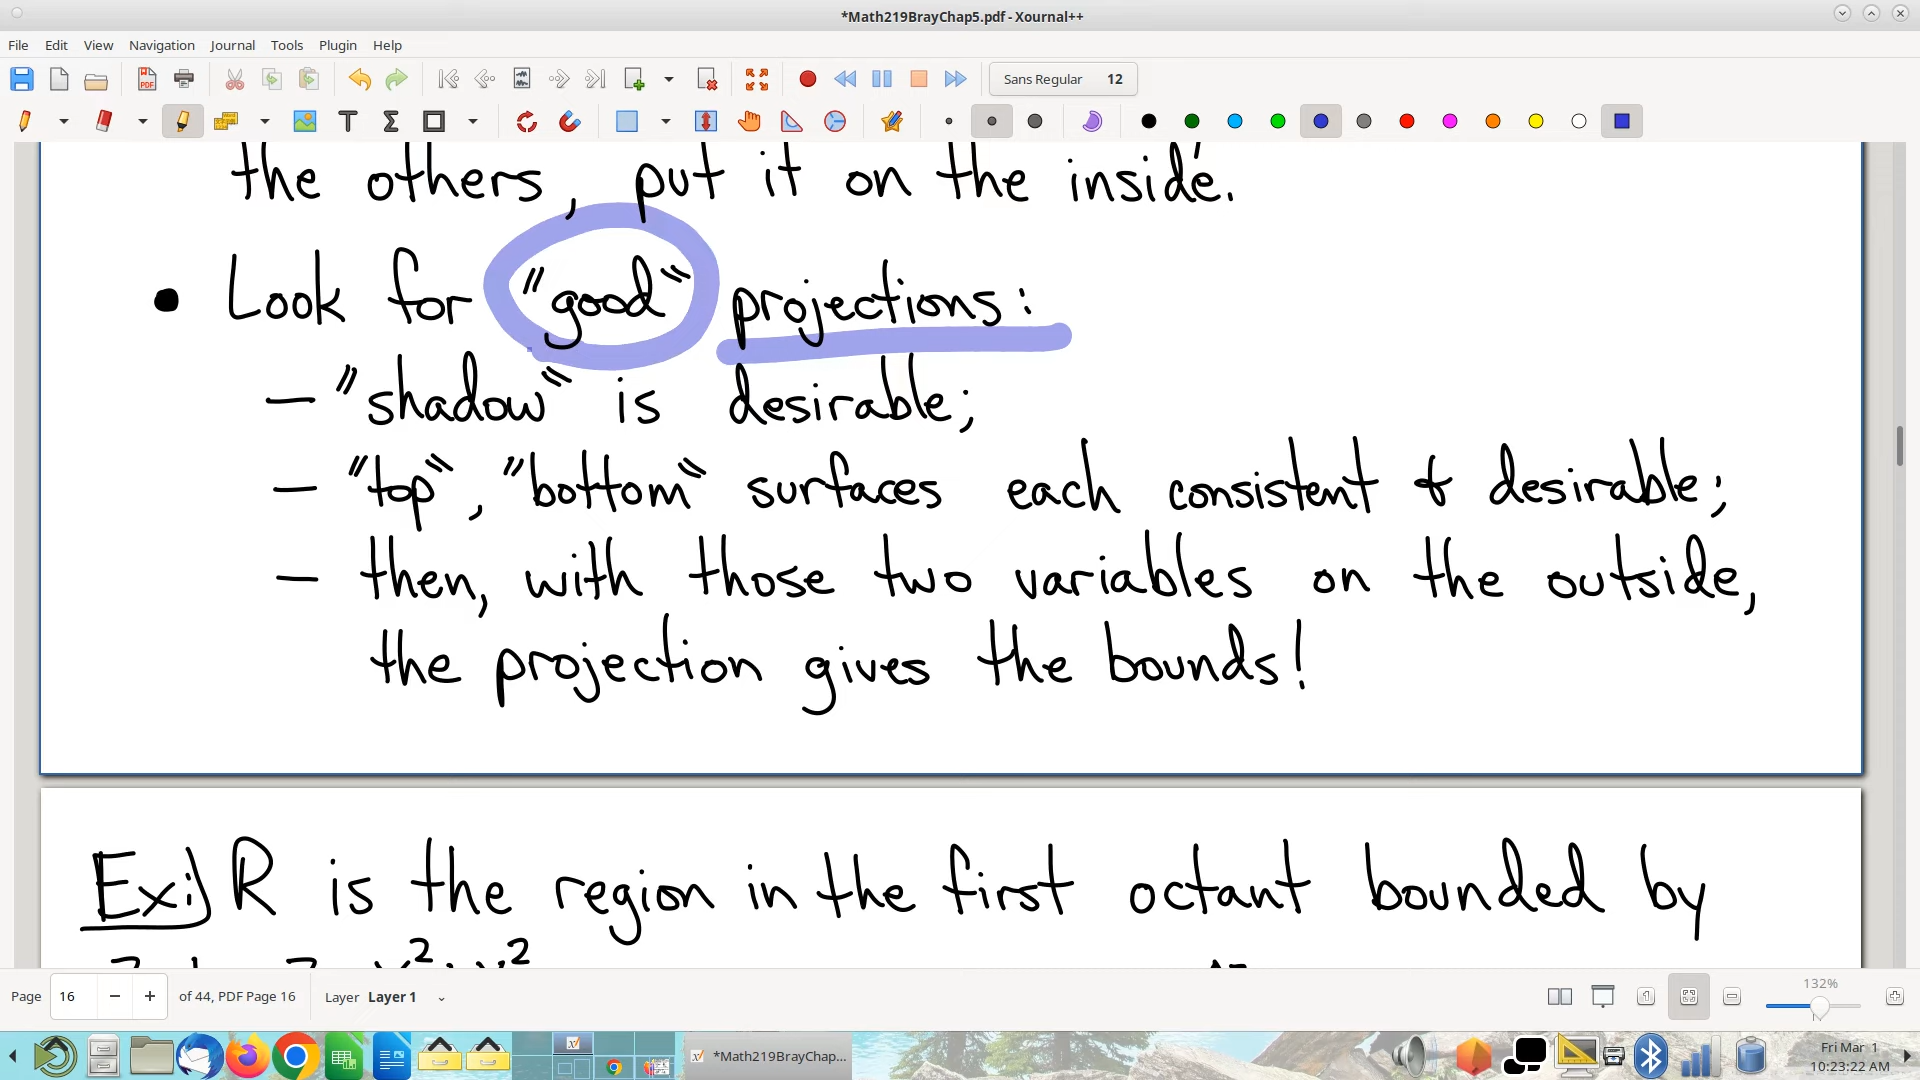 *Math219BrayChap5.pdf - Xournal++
File Edit View Navigation Journal Tools Plugin Help
Sans Regular 12
the others, put it on the inside.
• Look for "good" projections:
— "shadow" is desirable;
— "top", "bottom" surfaces each consistent & desirable;
— then, with those two variables on the outside,
the projection gives the bounds!
Ex:) R is the region in the first octant bounded by
Page 16 − + of 44, PDF Page 16 Layer Layer 1 132%
*Math219BrayChap... Fri Mar 1
10:23:22 AM